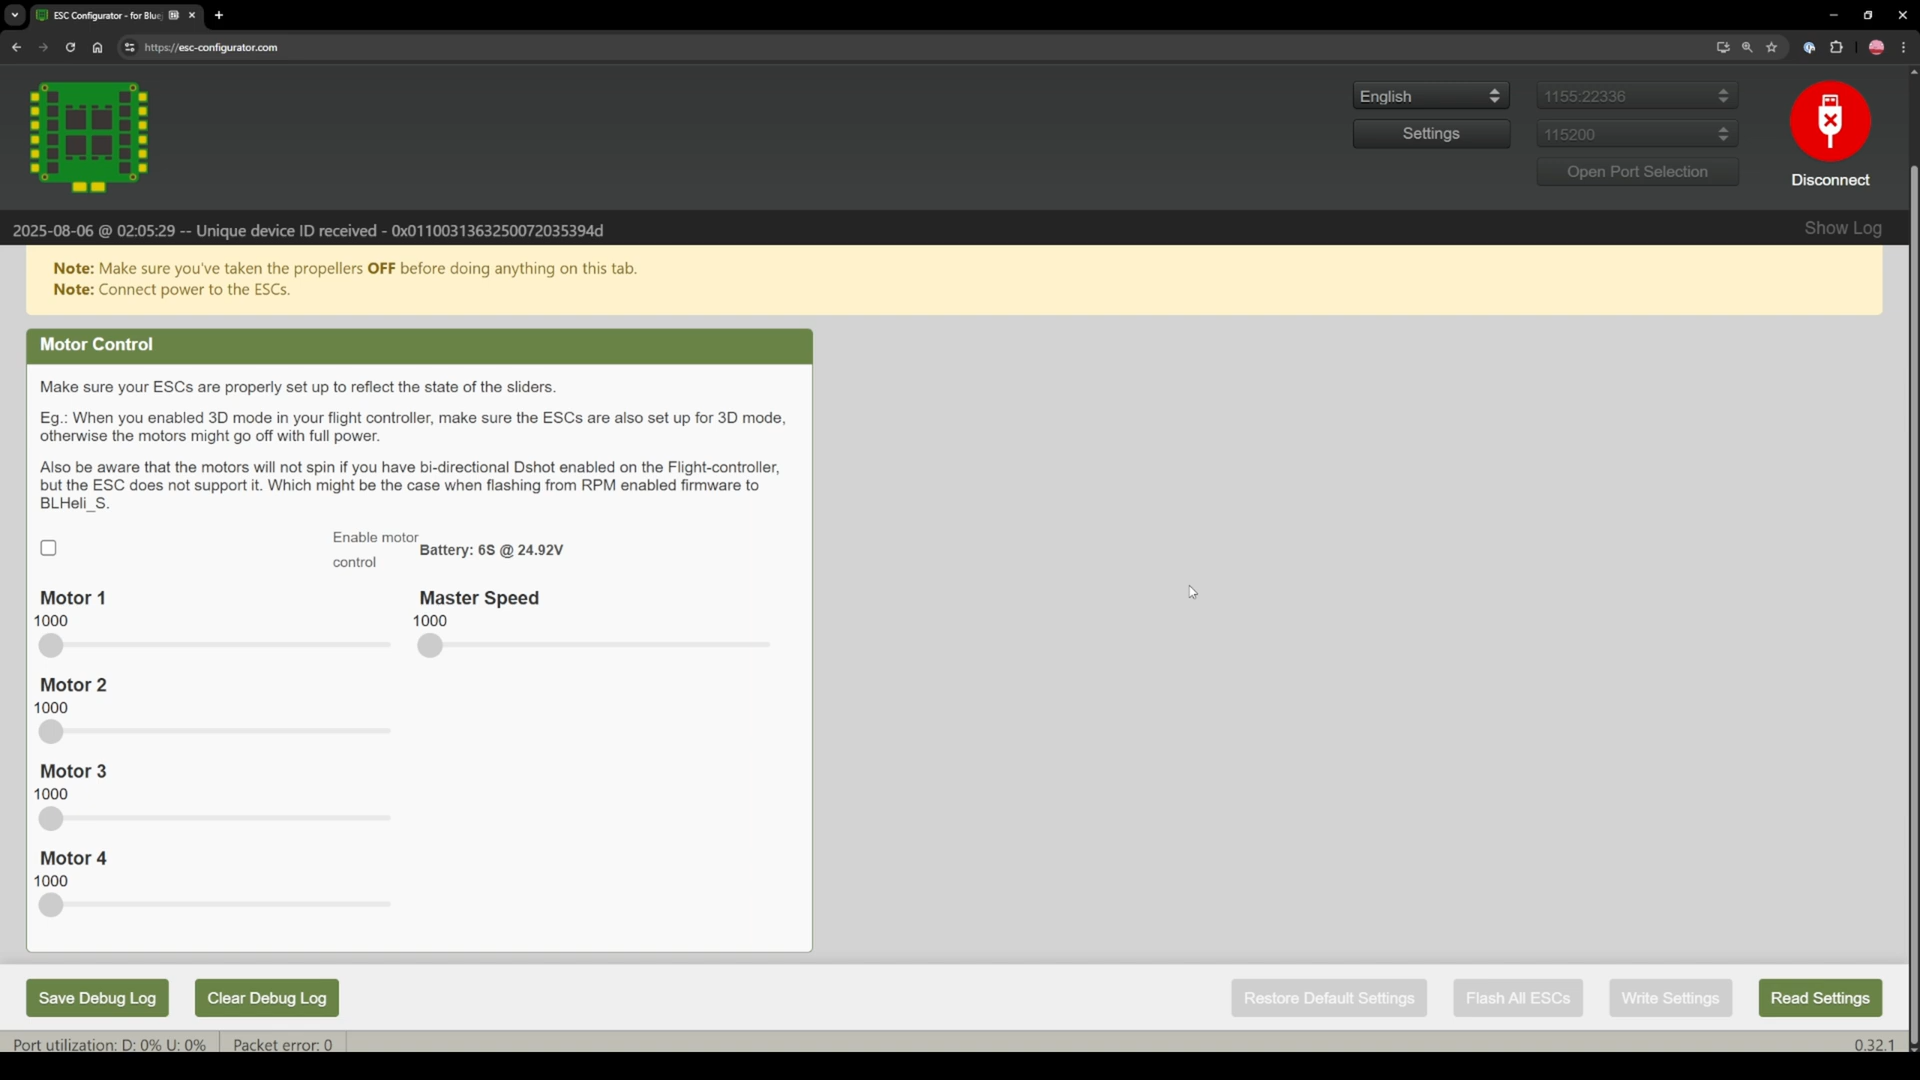 ESC Configurator - for Blue
https://esc-configurator.com
English
1155:22336
Settings
115200
Open Port Selection
Disconnect
2025-08-06 @ 02:05:29 -- Unique device ID received - 0x0110031363250072035394d
Show Log
Note: Make sure you've taken the propellers OFF before doing anything on this tab.
Note: Connect power to the ESCs.
Motor Control
Make sure your ESCs are properly set up to reflect the state of the sliders.
Eg.: When you enabled 3D mode in your flight controller, make sure the ESCs are also set up for 3D mode,
otherwise the motors might go off with full power.
Also be aware that the motors will not spin if you have bi-directional Dshot enabled on the Flight-controller,
but the ESC does not support it. Which might be the case when flashing from RPM enabled firmware to
BLHeli_S.
Enable motor
control
Battery: 6S @ 24.92V
Motor 1
1000
Master Speed
1000
Motor 2
1000
Motor 3
1000
Motor 4
1000
Save Debug Log
Clear Debug Log
Restore Default Settings
Flash All ESCs
Write Settings
Read Settings
Port utilization: D: 0% U: 0%
Packet error: 0
0.32.1